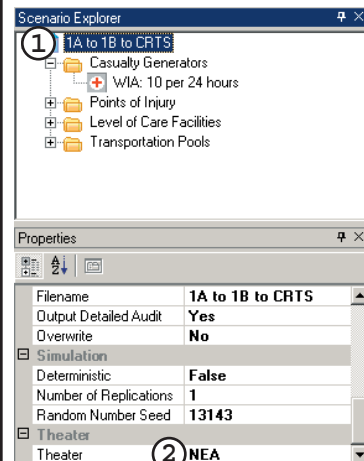 Scenario Explorer
1
1A to 1B to CRTS
Casualty Generators
WIA: 10 per 24 hours
Points of Injury
Level of Care Facilities
Transportation Pools
Properties
Filename 1A to 1B to CRTS
Output Detailed Audit Yes
Overwrite No
Simulation
Deterministic False
Number of Replications 1
Random Number Seed 13143
Theater
Theater 2 NEA